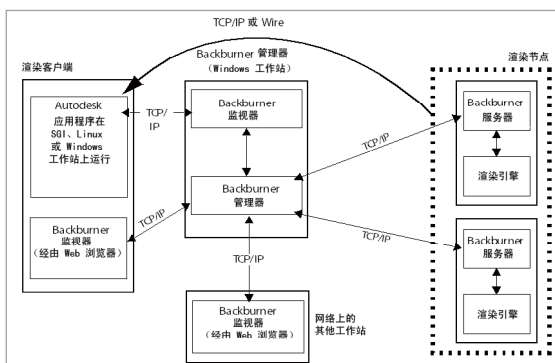 TCP/IP 或 Wire
渲染客户端
Backburner 管理器
（Windows 工作站）
渲染节点
Autodesk
应用程序在
SGI、Linux
或 Windows
工作站上运行
TCP/
IP
Backburner
监视器
Backburner
管理器
Backburner
监视器
（经由 Web 浏览器）
TCP/IP
TCP/IP
TCP/IP
TCP/IP
Backburner
服务器
渲染引擎
Backburner
服务器
渲染引擎
Backburner
监视器
（经由 Web 浏览器）
网络上的
其他工作站